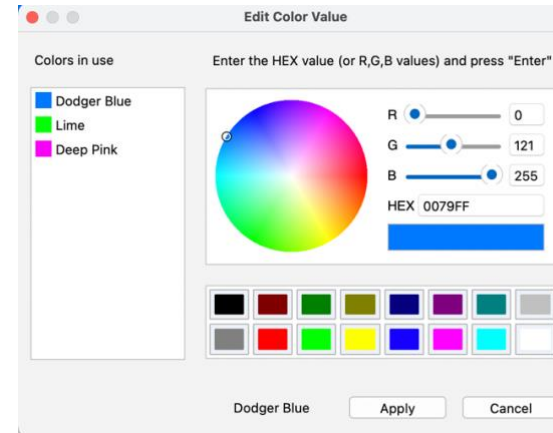 Edit Color Value
Colors in use
Enter the HEX value (or R,G,B values) and press "Enter"
Dodger Blue
Lime
Deep Pink
R 0
G 121
B 255
HEX 0079FF
Dodger Blue Apply Cancel